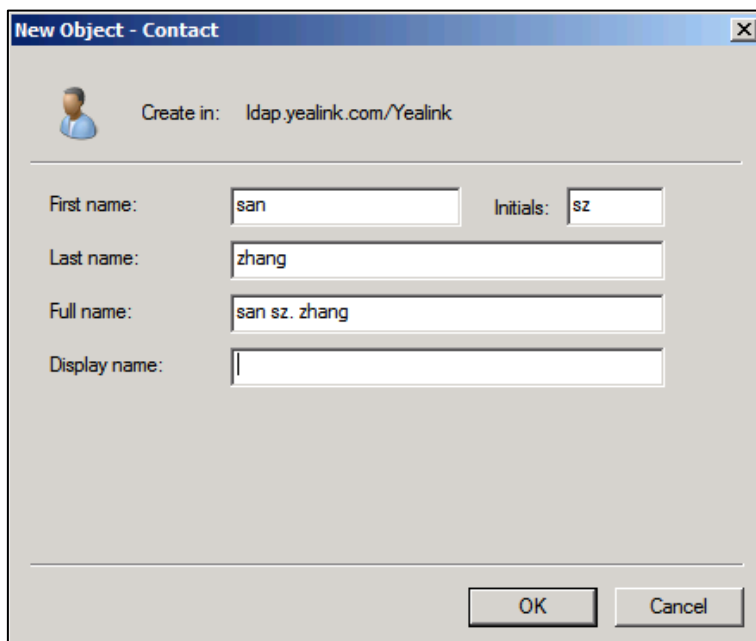 New Object - Contact
Create in: ldap.yealink.com/Yealink
First name: san Initials: sz
Last name: zhang
Full name: san sz. zhang
Display name:
OK Cancel